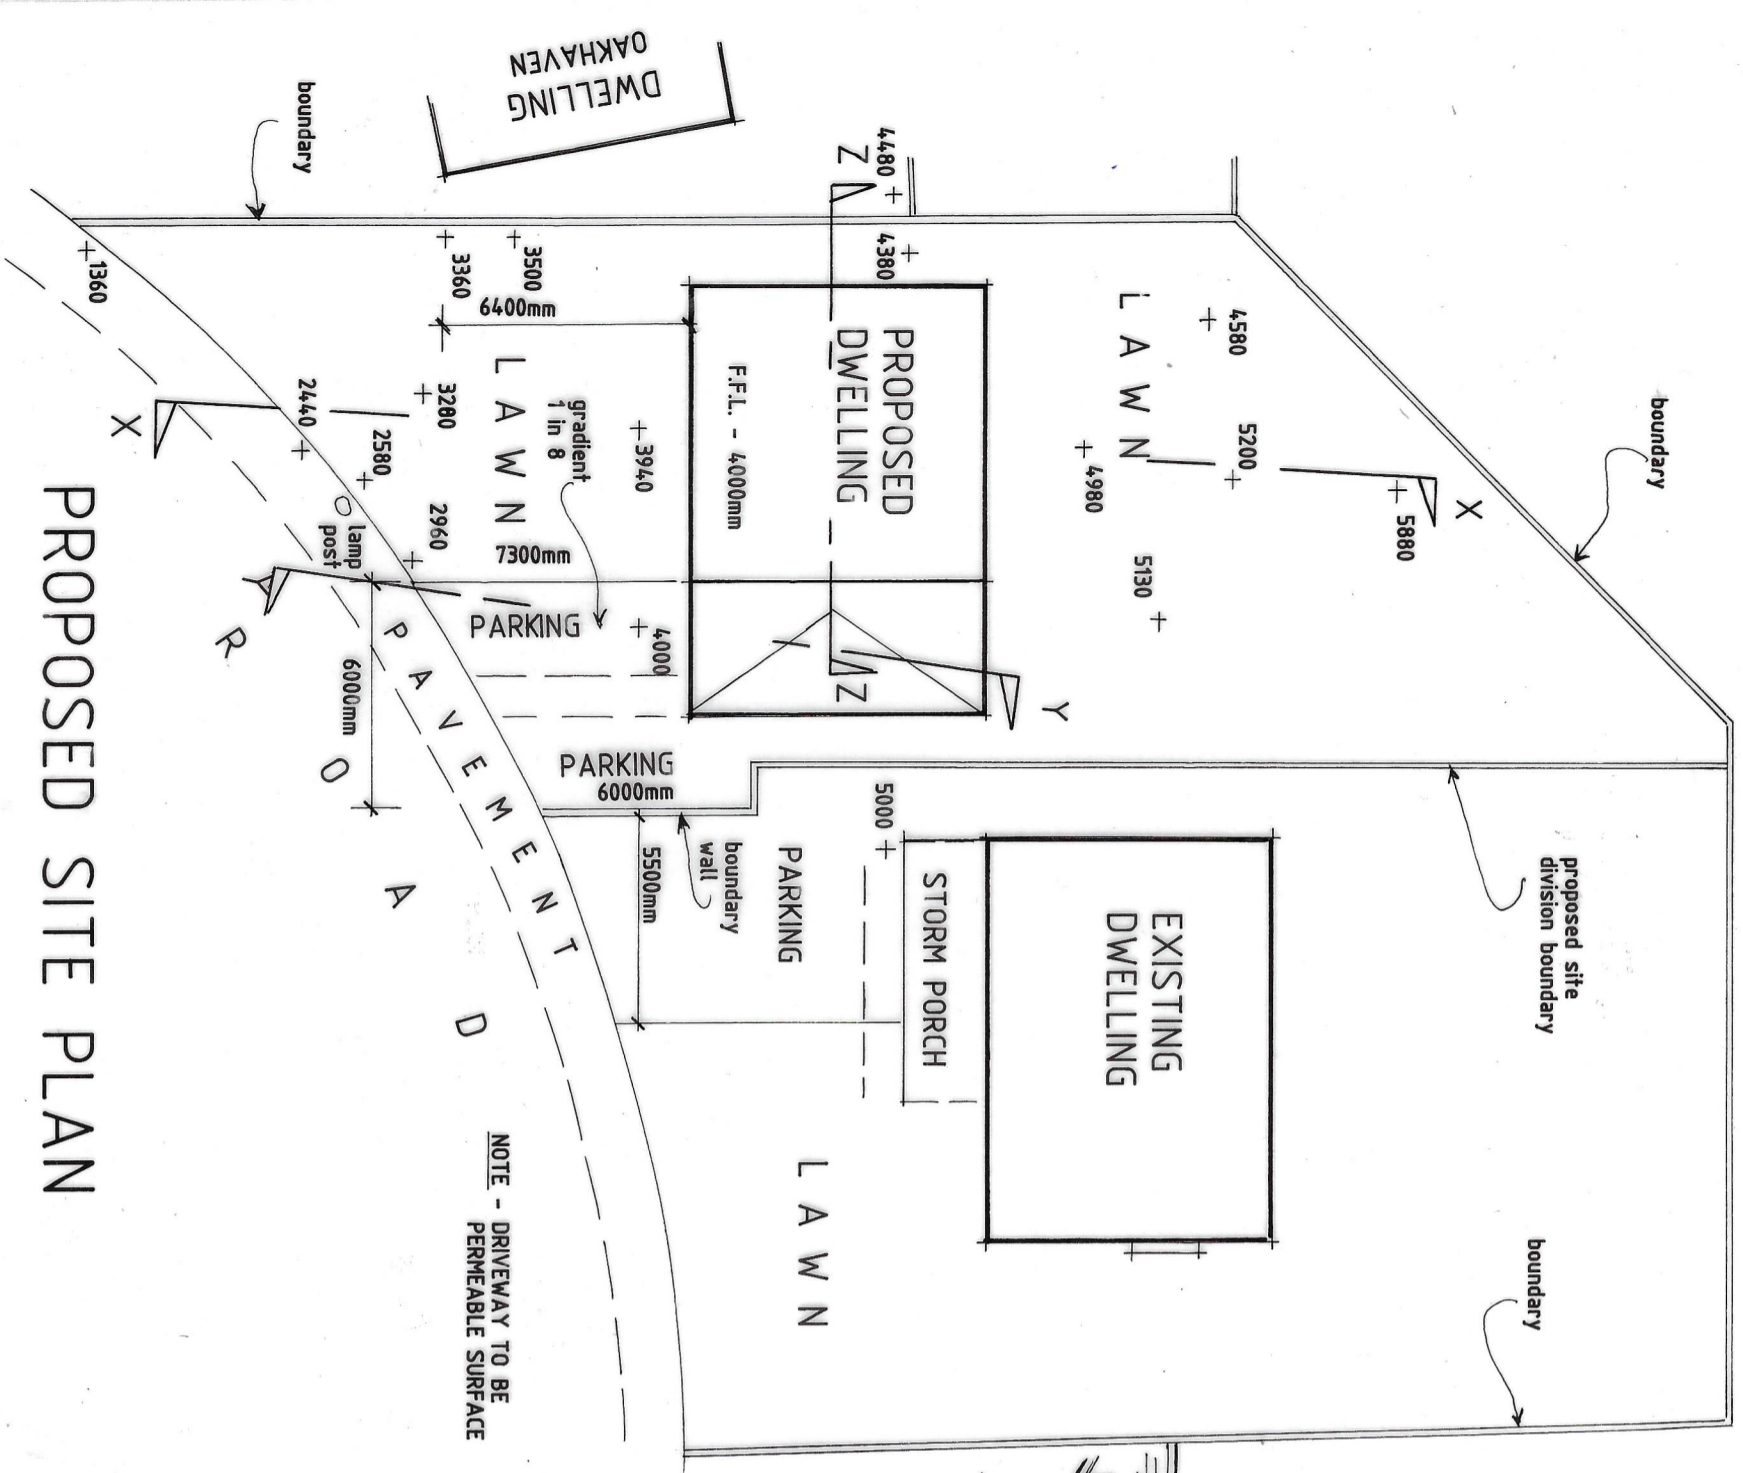 boundary
proposed site
division boundary
boundary
X
5880
5200
4580
4980
5130
LAWN
EXISTING
DWELLING
Y
STORM PORCH
5000
4480
4380
Z
Z
PROPOSED
DWELLING
F.F.L. - 4000mm
PARKING
LAWN
boundary
wall
DWELLING
OAKHAVEN
PARKING
6000mm
5500mm
4000
3940
gradient
1 in 8
PARKING
7300mm
6400mm
LAWN
3500
3360
3280
2960
2580
2440
1360
boundary
lamp
post
PAVEMENT
6000mm
NOTE - DRIVEWAY TO BE
PERMEABLE SURFACE
ROAD
Y
X
PROPOSED SITE PLAN